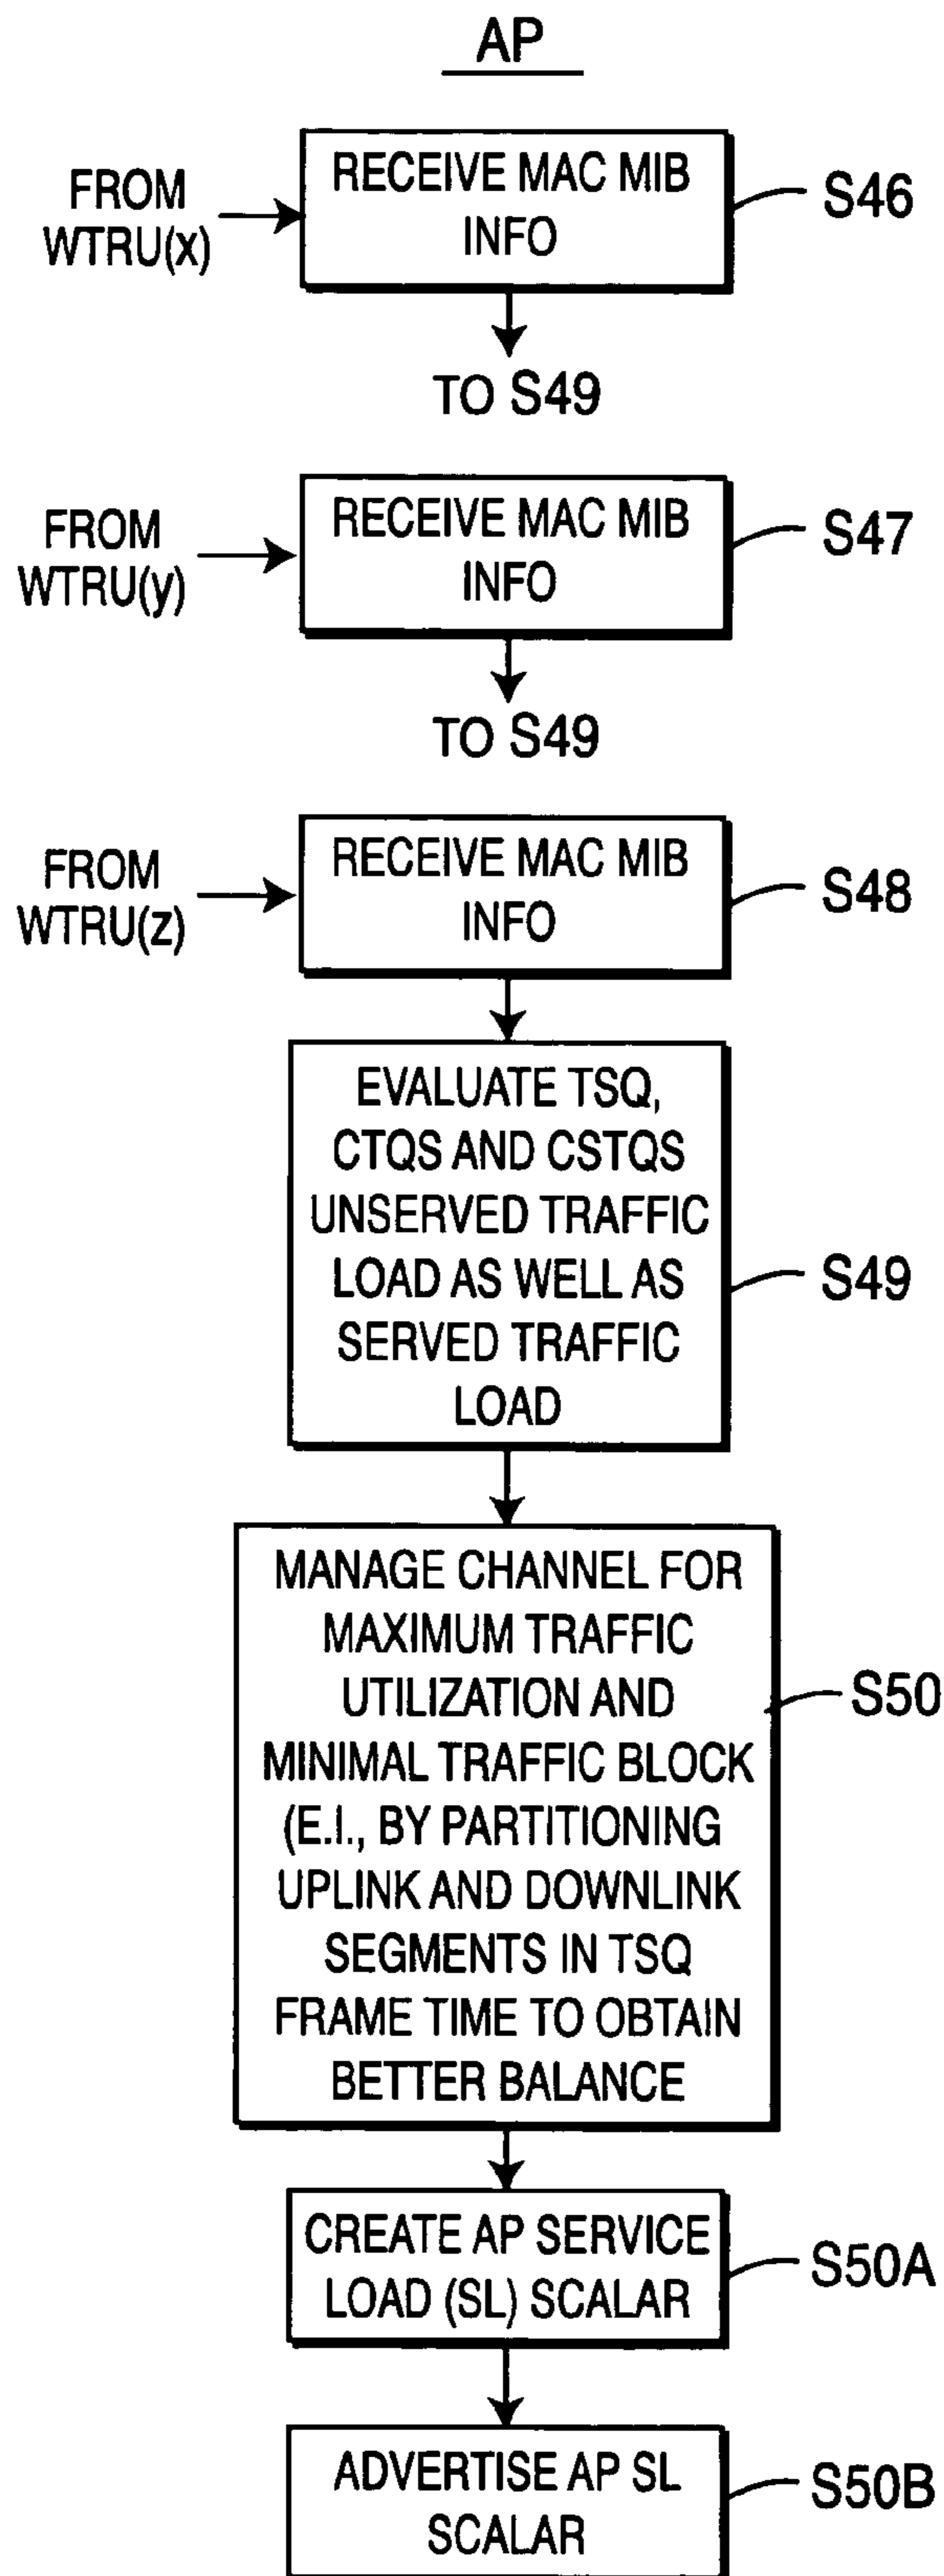 AP
FROM
WTRU(x)
RECEIVE MAC MIB
INFO
S46
TO S49
FROM
WTRU(y)
RECEIVE MAC MIB
INFO
S47
TO S49
FROM
WTRU(z)
RECEIVE MAC MIB
INFO
S48
EVALUATE TSQ,
CTQS AND CSTQS
UNSERVED TRAFFIC
LOAD AS WELL AS
SERVED TRAFFIC
LOAD
S49
MANAGE CHANNEL FOR
MAXIMUM TRAFFIC
UTILIZATION AND
MINIMAL TRAFFIC BLOCK
(E.I., BY PARTITIONING
UPLINK AND DOWNLINK
SEGMENTS IN TSQ
FRAME TIME TO OBTAIN
BETTER BALANCE
S50
CREATE AP SERVICE
LOAD (SL) SCALAR
S50A
ADVERTISE AP SL
SCALAR
S50B